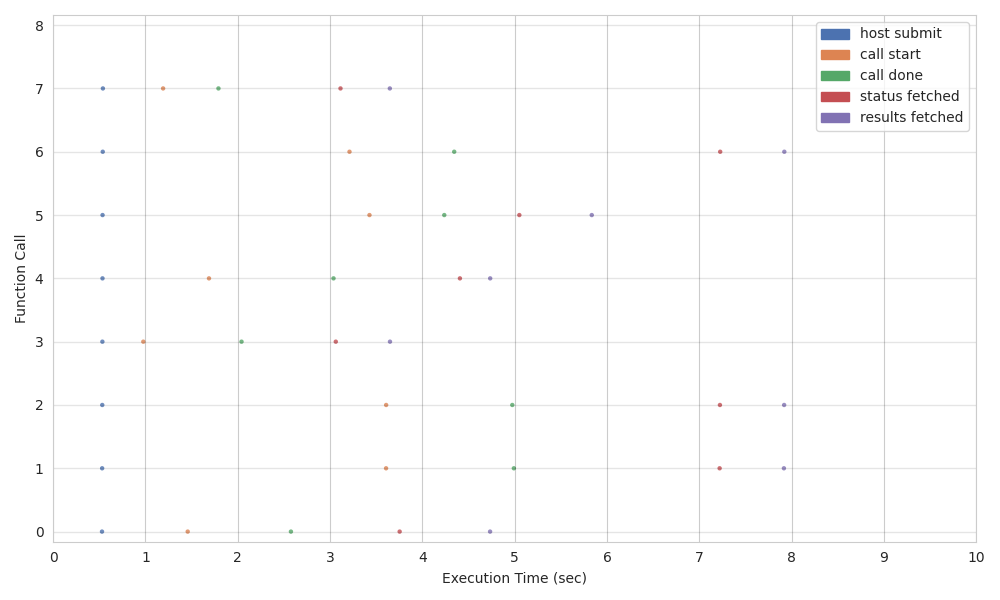 8
7
6
5
4
3
2
1
0
Function Call
host submit
call start
call done
status fetched
results fetched
0 1 2 3 4 5 6 7 8 9 10
Execution Time (sec)